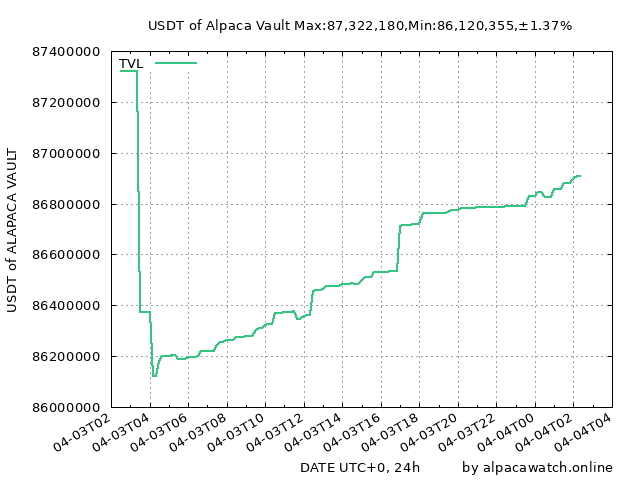 USDT of Alpaca Vault Max:87,322,180,Min:86,120,355,±1.37%
TVL
87400000
87200000
87000000
86800000
86600000
86400000
86200000
86000000
USDT of ALAPACA VAULT
04-03T02
04-03T04
04-03T06
04-03T08
04-03T10
04-03T12
04-03T14
04-03T16
04-03T18
04-03T20
04-03T22
04-04T00
04-04T02
04-04T04
DATE UTC+0, 24h by alpacawatch.online